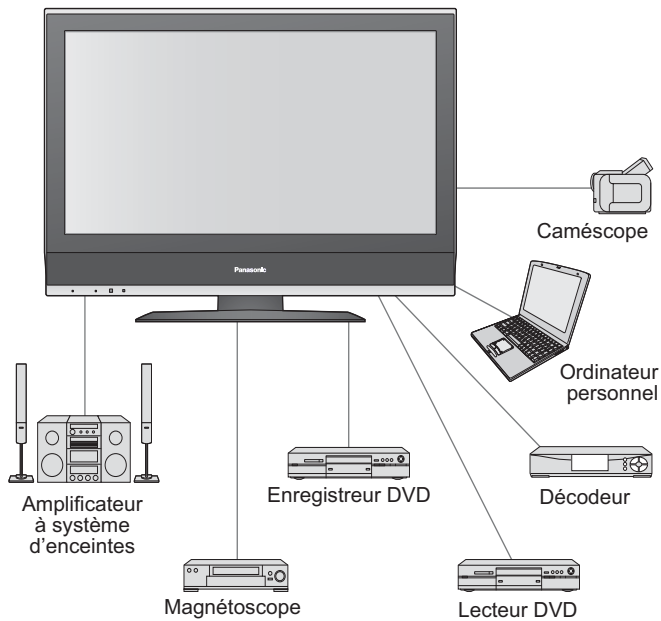 Panasonic
Caméscope
Ordinateur
personnel
Amplificateur
à système
d'enceintes
Enregistreur DVD
Décodeur
Magnétoscope
Lecteur DVD